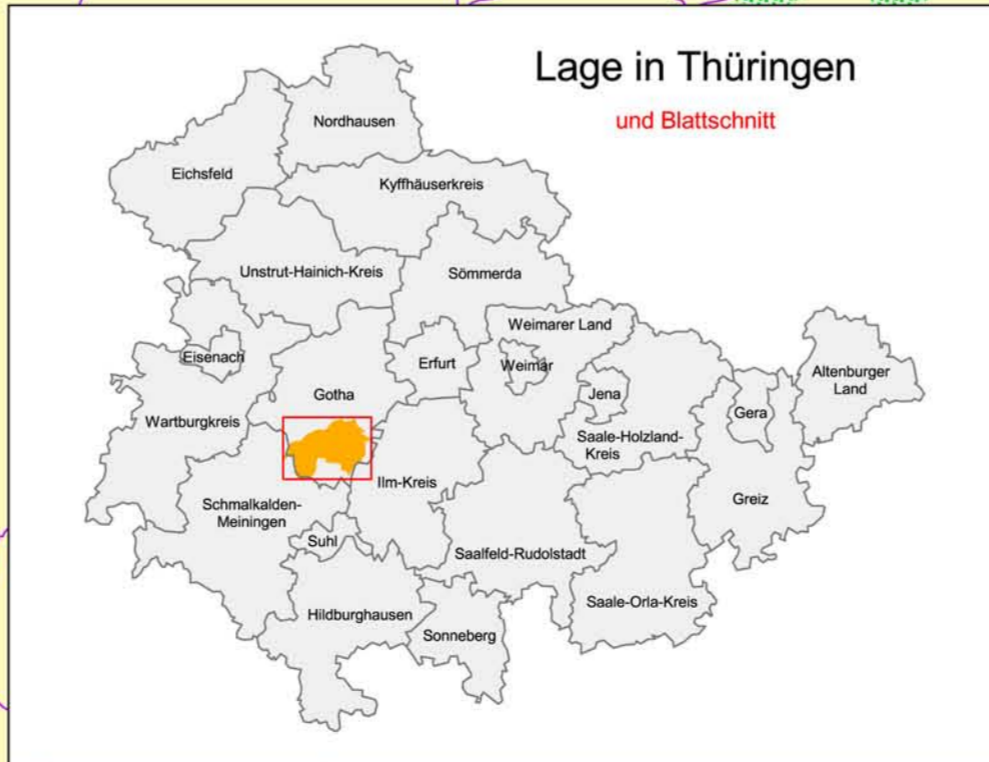 Lage in Thüringen
und Blattschnitt
Nordhausen
Eichsfeld
Kyffhäuserkreis
Unstrut-Hainich-Kreis
Sömmerda
Weimarer Land
Eisenach
Erfurt
Weimar
Altenburger
Land
Gotha
Jena
Gera
Wartburgkreis
Saale-Holzland-
Kreis
Ilm-Kreis
Greiz
Schmalkalden-
Meiningen
Suhl
Saalfeld-Rudolstadt
Saale-Orla-Kreis
Hildburghausen
Sonneberg